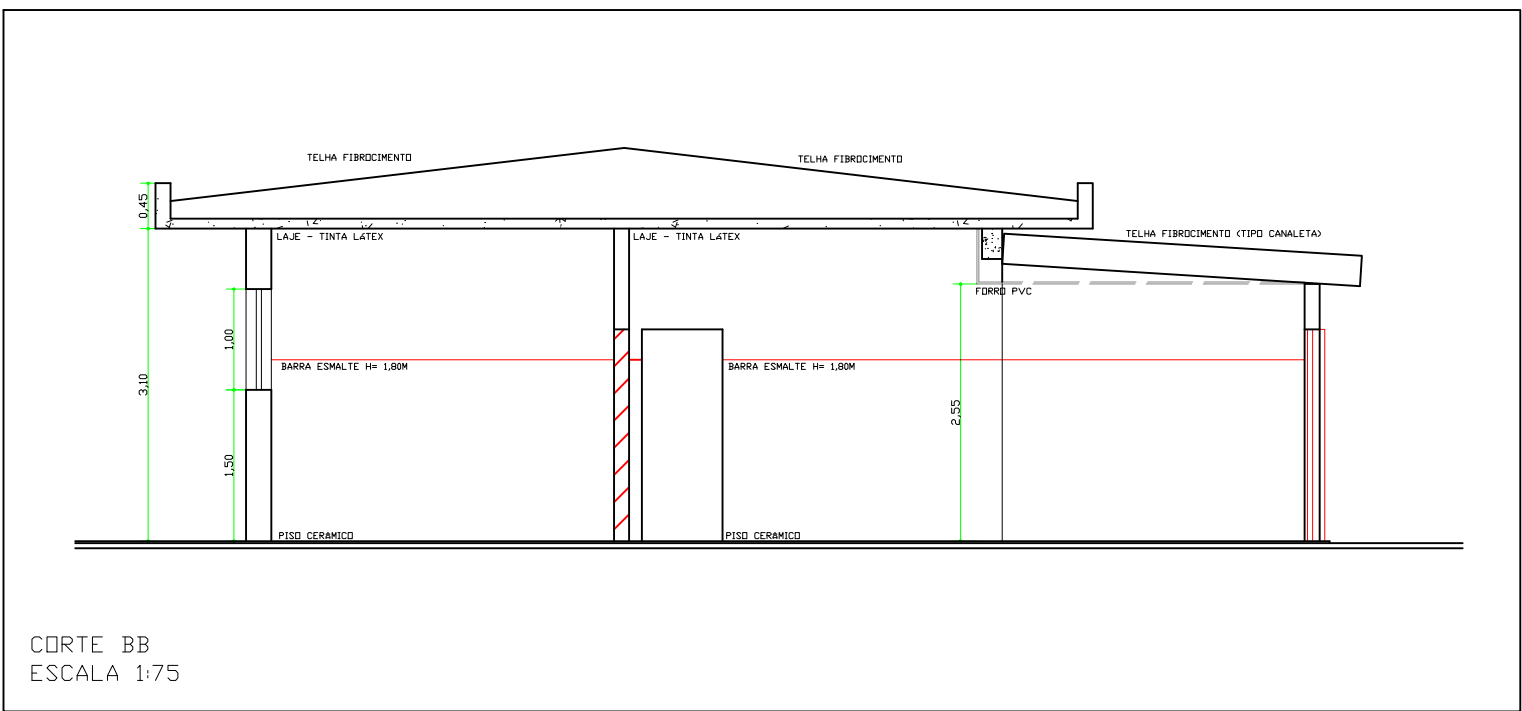 TELHA FIBROCIMENTO
TELHA FIBROCIMENTO
0,45
LAJE - TINTA LÁTEX
LAJE - TINTA LÁTEX
TELHA FIBROCIMENTO (TIPO CANALETA)
FORRO PVC
1,00
BARRA ESMALTE H= 1,80M
BARRA ESMALTE H= 1,80M
3,10
2,55
1,50
PISO CERAMICO
PISO CERAMICO
CORTE BB
ESCALA 1:75